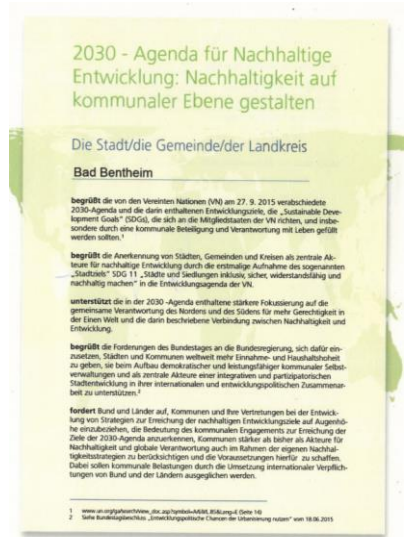 2030 - Agenda für Nachhaltige
Entwicklung: Nachhaltigkeit auf
kommunaler Ebene gestalten
Die Stadt/die Gemeinde/der Landkreis
Bad Bentheim
begrüßt die von den Vereinten Nationen (VN) am 27. 9. 2015 verabschiedete
2030-Agenda und die darin enthaltenen Entwicklungsziele, die „Sustainable Deve-
lopment Goals“ (SDGs), die sich an die Mitgliedstaaten der VN richten, und insbe-
sondere durch eine kommunale Beteiligung und Verantwortung mit Leben gefüllt
werden sollten.¹
begrüßt die Anerkennung von Städten, Gemeinden und Kreisen als zentrale Ak-
teure für nachhaltige Entwicklung durch die erstmalige Aufnahme des sogenannten
„Stadtziels“ SDG 11 „Städte und Siedlungen inklusiv, sicher, widerstandsfähig und
nachhaltig machen“ in die Entwicklungsagenda der VN.
unterstützt die in der 2030 -Agenda enthaltene stärkere Fokussierung auf die
gemeinsame Verantwortung des Nordens und des Südens für mehr Gerechtigkeit in
der Einen Welt und die darin beschriebene Verbindung zwischen Nachhaltigkeit und
Entwicklung.
begrüßt die Forderungen des Bundestages an die Bundesregierung, sich dafür ein-
zusetzen, Städten und Kommunen weltweit mehr Einnahme- und Haushaltshoheit
zu geben, sie beim Aufbau demokratischer und leistungsfähiger kommunaler Selbst-
verwaltungen und als zentrale Akteure einer integrativen und partizipatorischen
Stadtentwicklung in ihrer internationalen und entwicklungspolitischen Zusammenar-
beit zu unterstützen.²
fordert Bund und Länder auf, Kommunen und ihre Vertretungen bei der Entwick-
lung von Strategien zur Erreichung der nachhaltigen Entwicklungsziele auf Augenhö-
he einzubeziehen, die Bedeutung des kommunalen Engagements zur Erreichung der
Ziele der 2030-Agenda anzuerkennen, Kommunen stärker als bisher als Akteure für
Nachhaltigkeit und globale Verantwortung auch im Rahmen der eigenen Nachhal-
tigkeitsstrategien zu berücksichtigen und die Voraussetzungen hierfür zu schaffen.
Dabei sollen kommunale Belastungen durch die Umsetzung internationaler Verpflich-
tungen von Bund und der Ländern ausgeglichen werden.
1 (Seite 14)
2 Siehe Bundestagsbeschluss „Entwicklungspolitische Chancen der Urbanisierung nutzen“ vom 18.06.2015